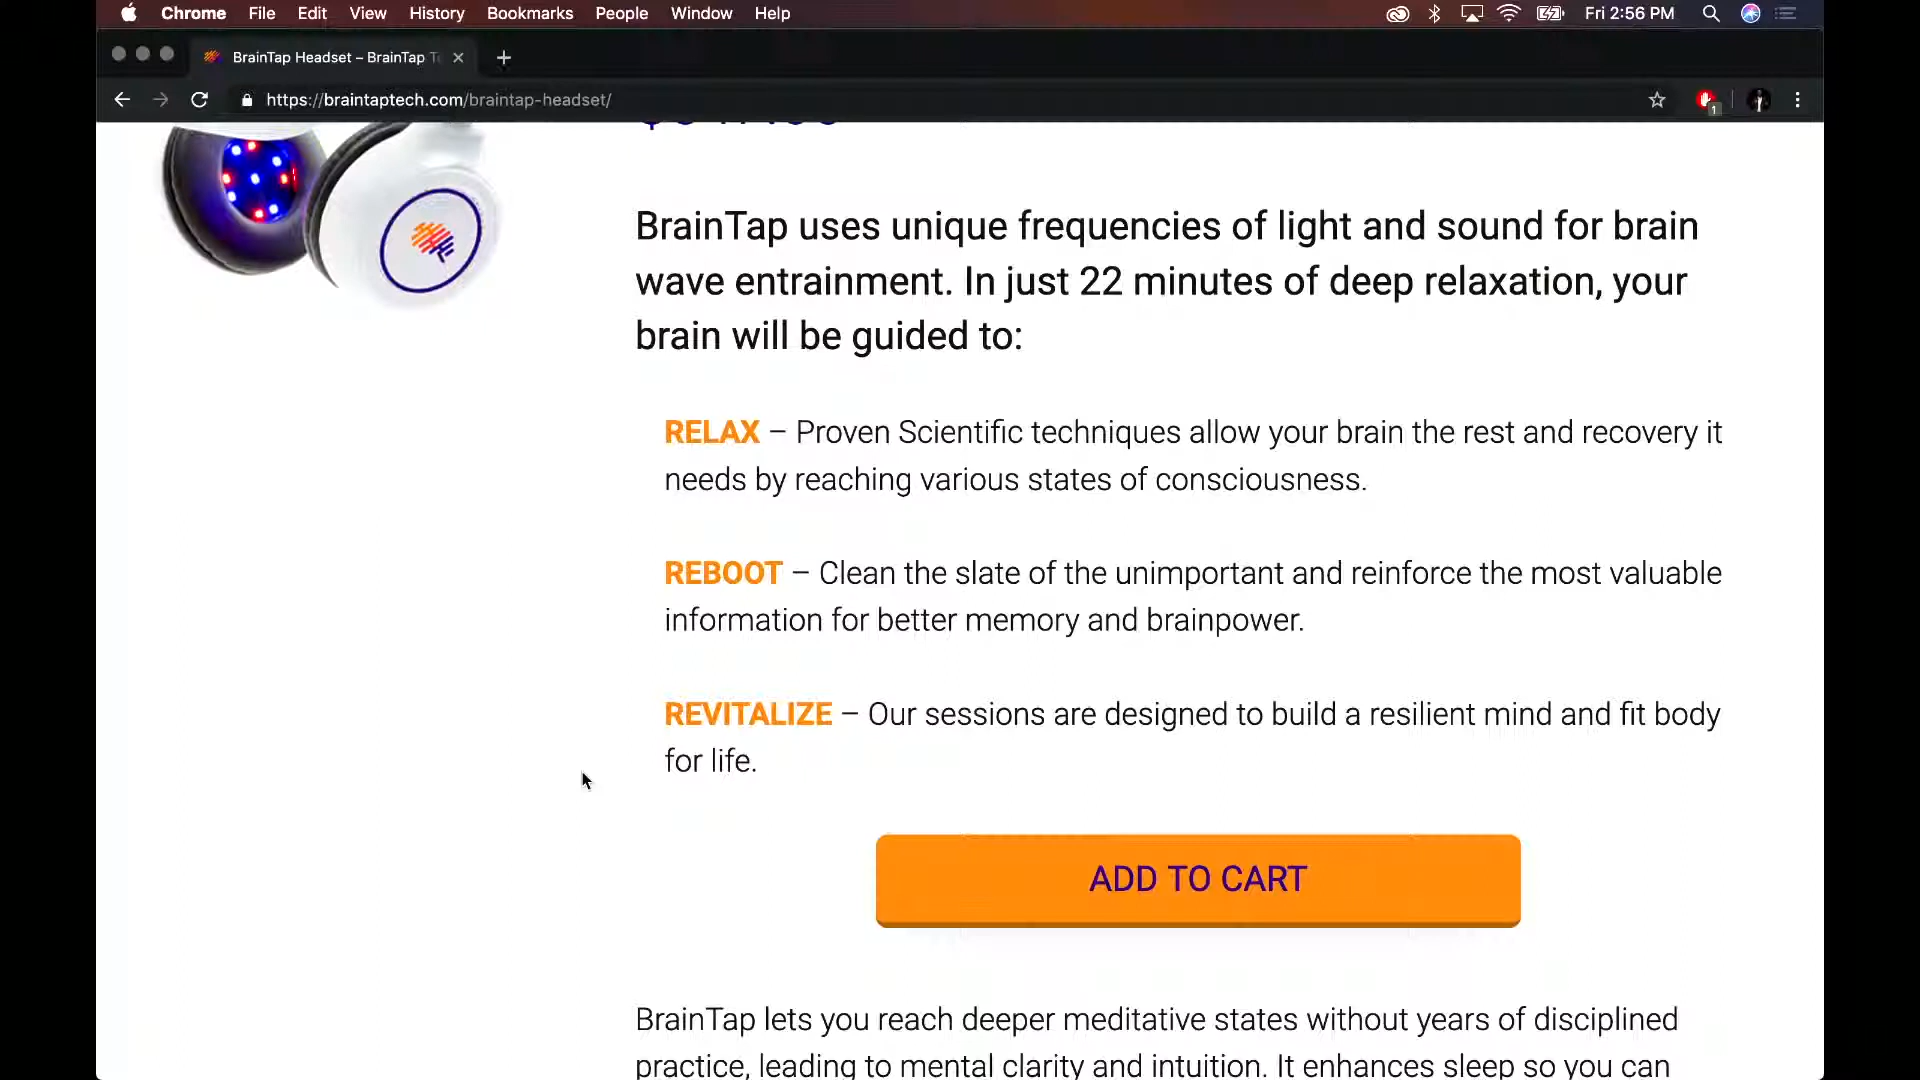 Chrome File Edit View History Bookmarks People Window Help Fri 2:56 PM
BrainTap Headset – BrainTap
https://braintaptech.com/braintap-headset/
1
BrainTap uses unique frequencies of light and sound for brain
wave entrainment. In just 22 minutes of deep relaxation, your
brain will be guided to:
RELAX – Proven Scientific techniques allow your brain the rest and recovery it
needs by reaching various states of consciousness.
REBOOT – Clean the slate of the unimportant and reinforce the most valuable
information for better memory and brainpower.
REVITALIZE – Our sessions are designed to build a resilient mind and fit body
for life.
ADD TO CART
BrainTap lets you reach deeper meditative states without years of disciplined
practice, leading to mental clarity and intuition. It enhances sleep so you can